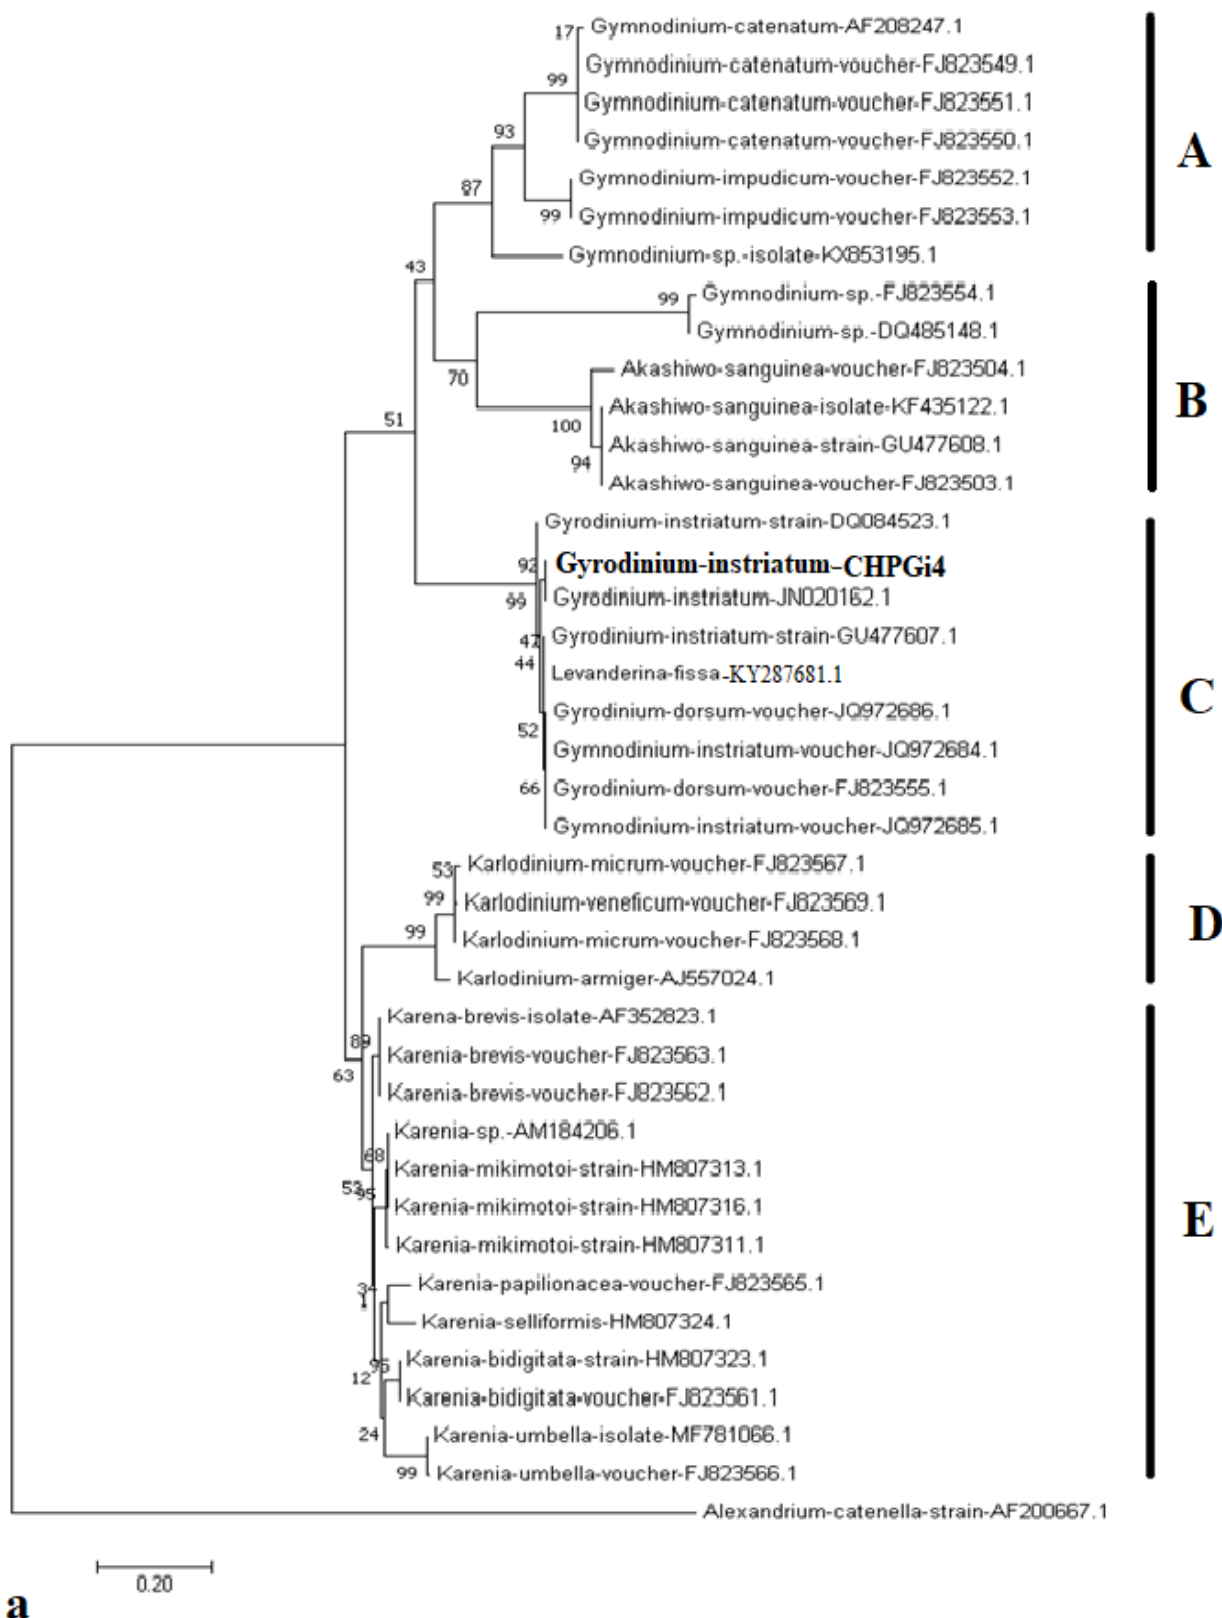 17 Gymnodinium-catenatum-AF208247.1
Gymnodinium-catenatum-voucher-FJ823549.1
99
Gymnodinium-catenatum-voucher-FJ823551.1
93
Gymnodinium-catenatum-voucher-FJ823550.1
A
87
Gymnodinium-impudicum-voucher-FJ823552.1
99 Gymnodinium-impudicum-voucher-FJ823553.1
Gymnodinium-sp.-isolate-KX853195.1
43
99 Gymnodinium-sp.-FJ823554.1
Gymnodinium-sp.-DQ485148.1
70
Akashiwo-sanguinea-voucher-FJ823504.1
B
51
Akashiwo-sanguinea-isolate-KF435122.1
100
Akashiwo-sanguinea-strain-GU477608.1
94
Akashiwo-sanguinea-voucher-FJ823503.1
Gyrodinium-instriatum-strain-DQ084523.1
92 Gyrodinium-instriatum-CHPGi4
99 Gyrodinium-instriatum-JN020162.1
47 Gyrodinium-instriatum-strain-GU477607.1
44 Levanderina-fissa-KY287681.1
C
Gyrodinium-dorsum-voucher-JQ972686.1
52
Gymnodinium-instriatum-voucher-JQ972684.1
66 Gyrodinium-dorsum-voucher-FJ823555.1
Gymnodinium-instriatum-voucher-JQ972685.1
53 Karlodinium-micrum-voucher-FJ823567.1
99 Karlodinium-veneficum-voucher-FJ823569.1
D
99 Karlodinium-micrum-voucher-FJ823568.1
Karlodinium-armiger-AJ557024.1
Karena-brevis-isolate-AF352823.1
89
Karenia-brevis-voucher-FJ823563.1
63
Karenia-brevis-voucher-FJ823562.1
Karenia-sp.-AM184206.1
68
Karenia-mikimotoi-strain-HM807313.1
53 95
Karenia-mikimotoi-strain-HM807316.1
E
Karenia-mikimotoi-strain-HM807311.1
34 Karenia-papilionacea-voucher-FJ823565.1
1
Karenia-selliformis-HM807324.1
95 Karenia-bidigitata-strain-HM807323.1
12
Karenia-bidigitata-voucher-FJ823561.1
24 Karenia-umbella-isolate-MF781066.1
99 Karenia-umbella-voucher-FJ823566.1
Alexandrium-catenella-strain-AF200667.1
0.20
a